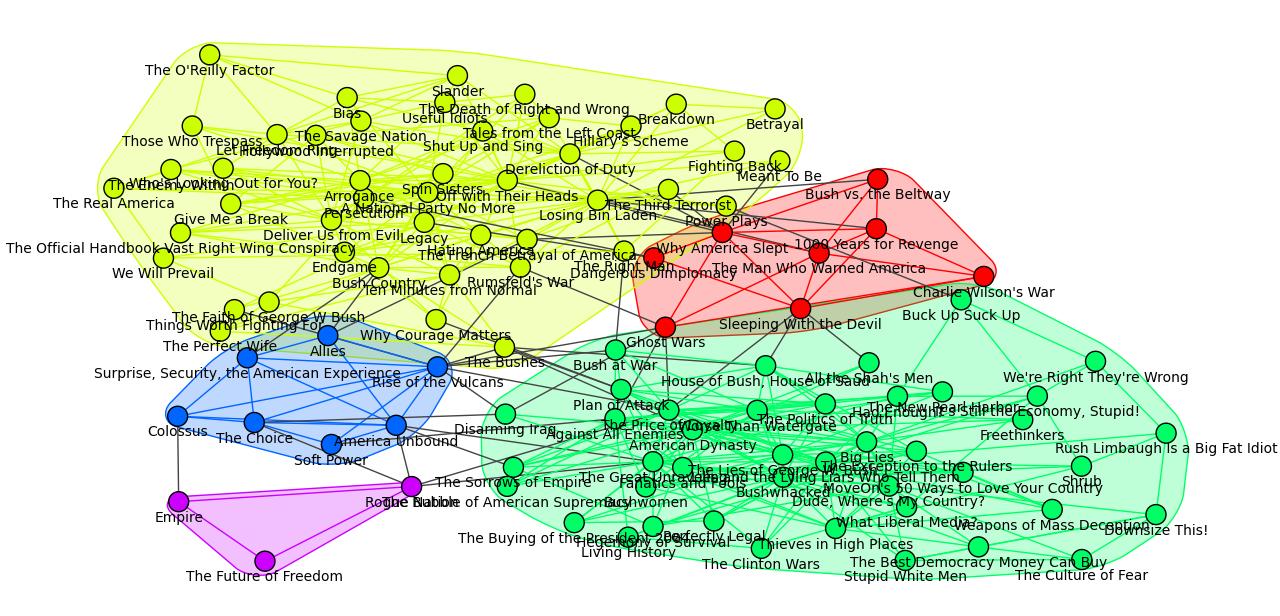 The O'Reilly Factor
Slander
Bias
The Death of Right and Wrong
Useful Idiots
Breakdown
Betrayal
Those Who Trespass
The Savage Nation
Tales from the Left Coast
Hillary's Scheme
Let Freedom Ring
Hollywood Interrupted
Shut Up and Sing
Fighting Back
Dereliction of Duty
Meant To Be
The Enemy Within
Who's Looking Out for You?
Spin Sisters
The Real America
Arrogance
Off with Their Heads
Bush vs. the Beltway
The Third Terrorist
A National Party No More
Persecution
Losing Bin Laden
Give Me a Break
Power Plays
Deliver Us from Evil
Legacy
The Official Handbook Vast Right Wing Conspiracy
Hating America
The French Betrayal of America
Why America Slept
1000 Years for Revenge
Endgame
The Right Man
Dangerous Dimplomacy
The Man Who Warned America
We Will Prevail
Bush Country
Rumsfeld's War
Ten Minutes from Normal
Charlie Wilson's War
The Faith of George W Bush
Things Worth Fighting For
Why Courage Matters
Sleeping With the Devil
Buck Up Suck Up
The Perfect Wife
Allies
Ghost Wars
The Bushes
Bush at War
Surprise, Security, the American Experience
Rise of the Vulcans
House of Bush, House of Saud
All the Shah's Men
We're Right They're Wrong
Plan of Attack
The New Pearl Harbor
Had Enough?
It's Still the Economy, Stupid!
Colossus
The Choice
America Unbound
Disarming Iraq
The Price of Loyalty
Worse Than Watergate
The Politics of Truth
Against All Enemies
American Dynasty
Freethinkers
Soft Power
Big Lies
Rush Limbaugh Is a Big Fat Idiot
The Lies of George W. Bush
The Exception to the Rulers
The Sorrows of Empire
The Great Unraveling
Lies and the Lying Liars Who Tell Them
Fanatics and Fools
Shrub
MoveOn's 50 Ways to Love Your Country
Bushwhacked
Rogue Nation
The Bubble of American Supremacy
Bushwomen
Dude, Where's My Country?
Empire
What Liberal Media?
Weapons of Mass Deception
Downsize This!
The Buying of the President 2004
Hegemony or Survival
Perfectly Legal
Living History
Thieves in High Places
The Clinton Wars
The Best Democracy Money Can Buy
Stupid White Men
The Culture of Fear
The Future of Freedom